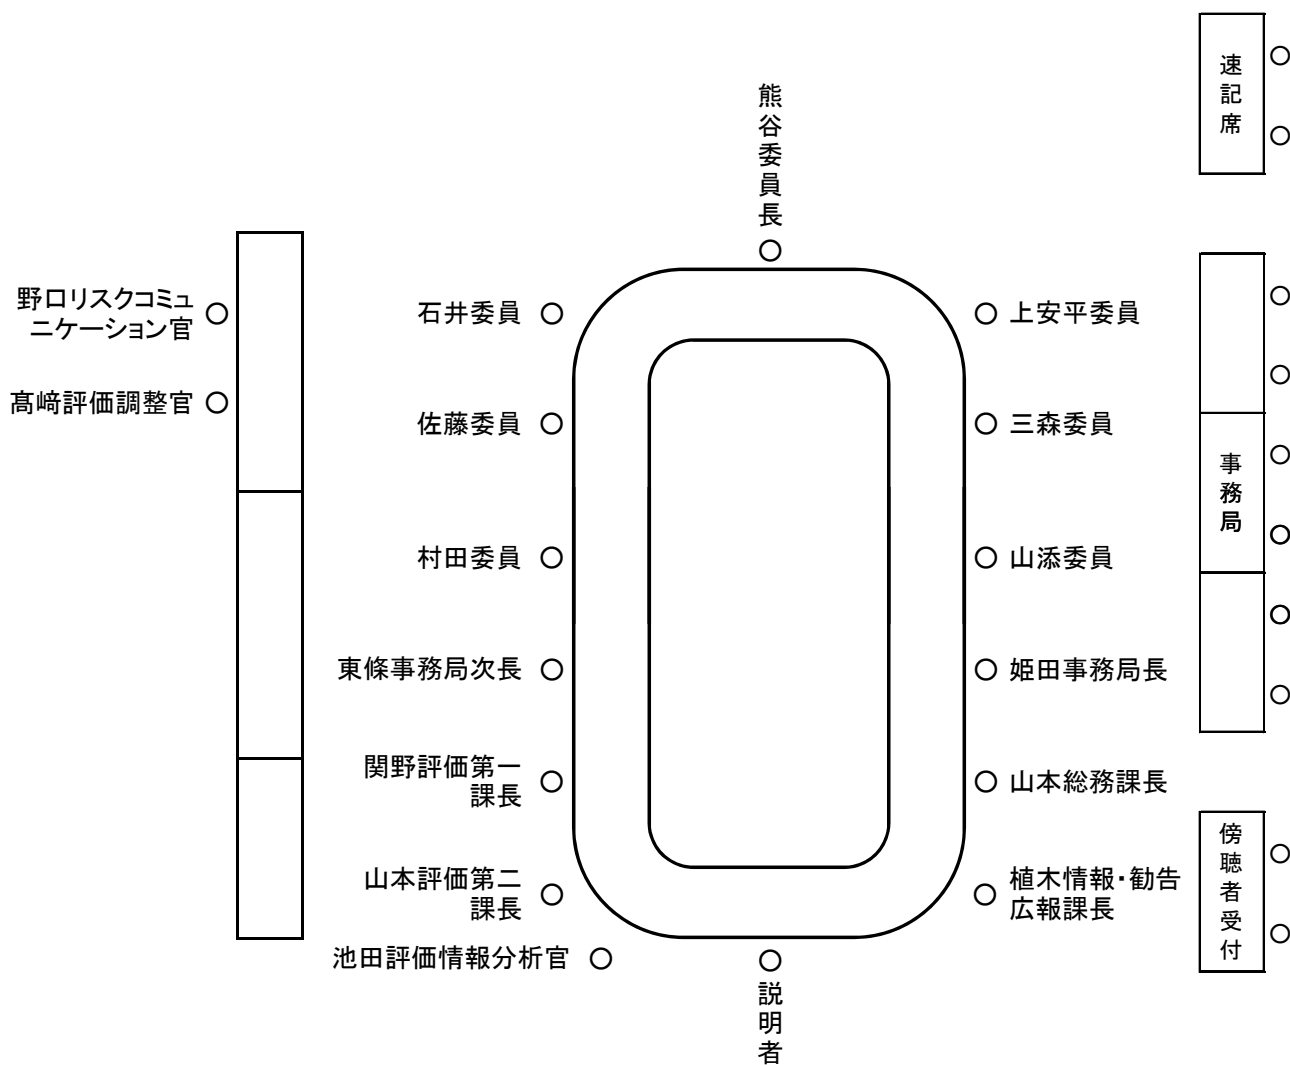 速記席
熊谷委員長
野口リスクコミュ
ニケーション官
石井委員
上安平委員
髙﨑評価調整官
佐藤委員
三森委員
事務局
村田委員
山添委員
東條事務局次長
姫田事務局長
関野評価第一
課長
山本総務課長
山本評価第二
課長
植木情報・勧告
広報課長
傍聴者受付
池田評価情報分析官
説明者